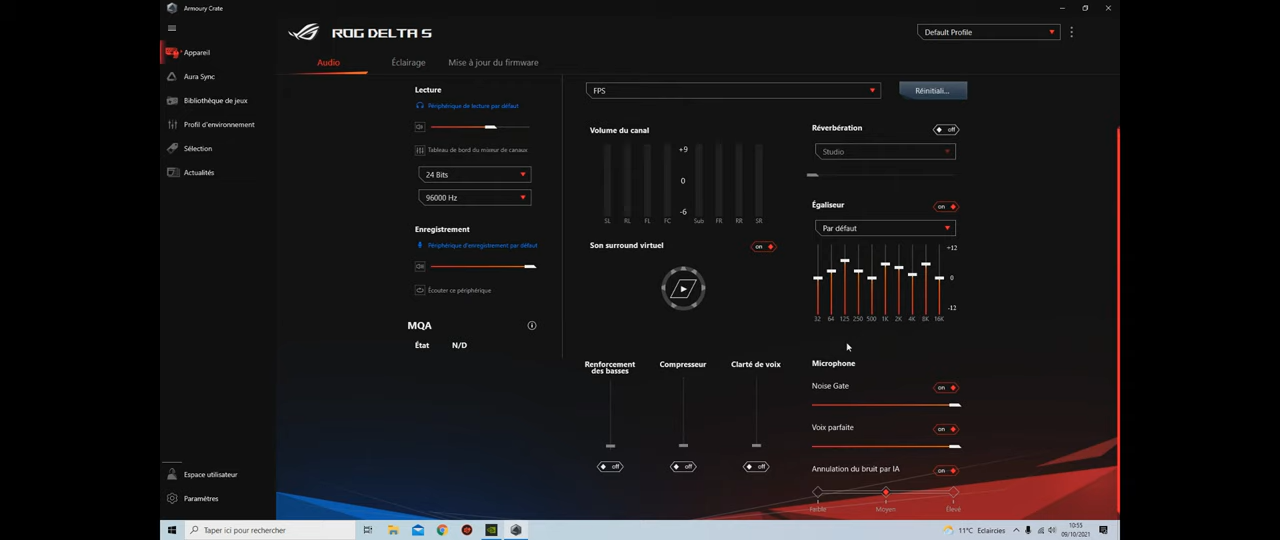 Armoury Crate
ROG DELTA S
Default Profile
Appareil
Aura Sync
Bibliothèque de jeux
Profil d'environnement
Sélection
Actualités
Espace utilisateur
Paramètres
Audio
Éclairage
Mise à jour du firmware
Lecture
Périphérique de lecture par défaut
Tableau de bord du mixeur de canaux
24 Bits
96000 Hz
Enregistrement
Périphérique d'enregistrement par défaut
Écouter ce périphérique
MQA
État N/D
FPS
Réinitiali...
Volume du canal
+9
0
-6
SL RL FL FC Sub FR RR SR
Son surround virtuel
on
Renforcement
des basses
Compresseur
Clarté de voix
off off off
Réverbération
off
Studio
Égaliseur
on
Par défaut
+12
0
-12
32 64 125 250 500 1K 2K 4K 8K 16K
Microphone
Noise Gate
on
Voix parfaite
on
Annulation du bruit par IA
on
Faible Moyen Élevé
Taper ici pour rechercher
11°C Eclaircies
10:55
09/10/2021